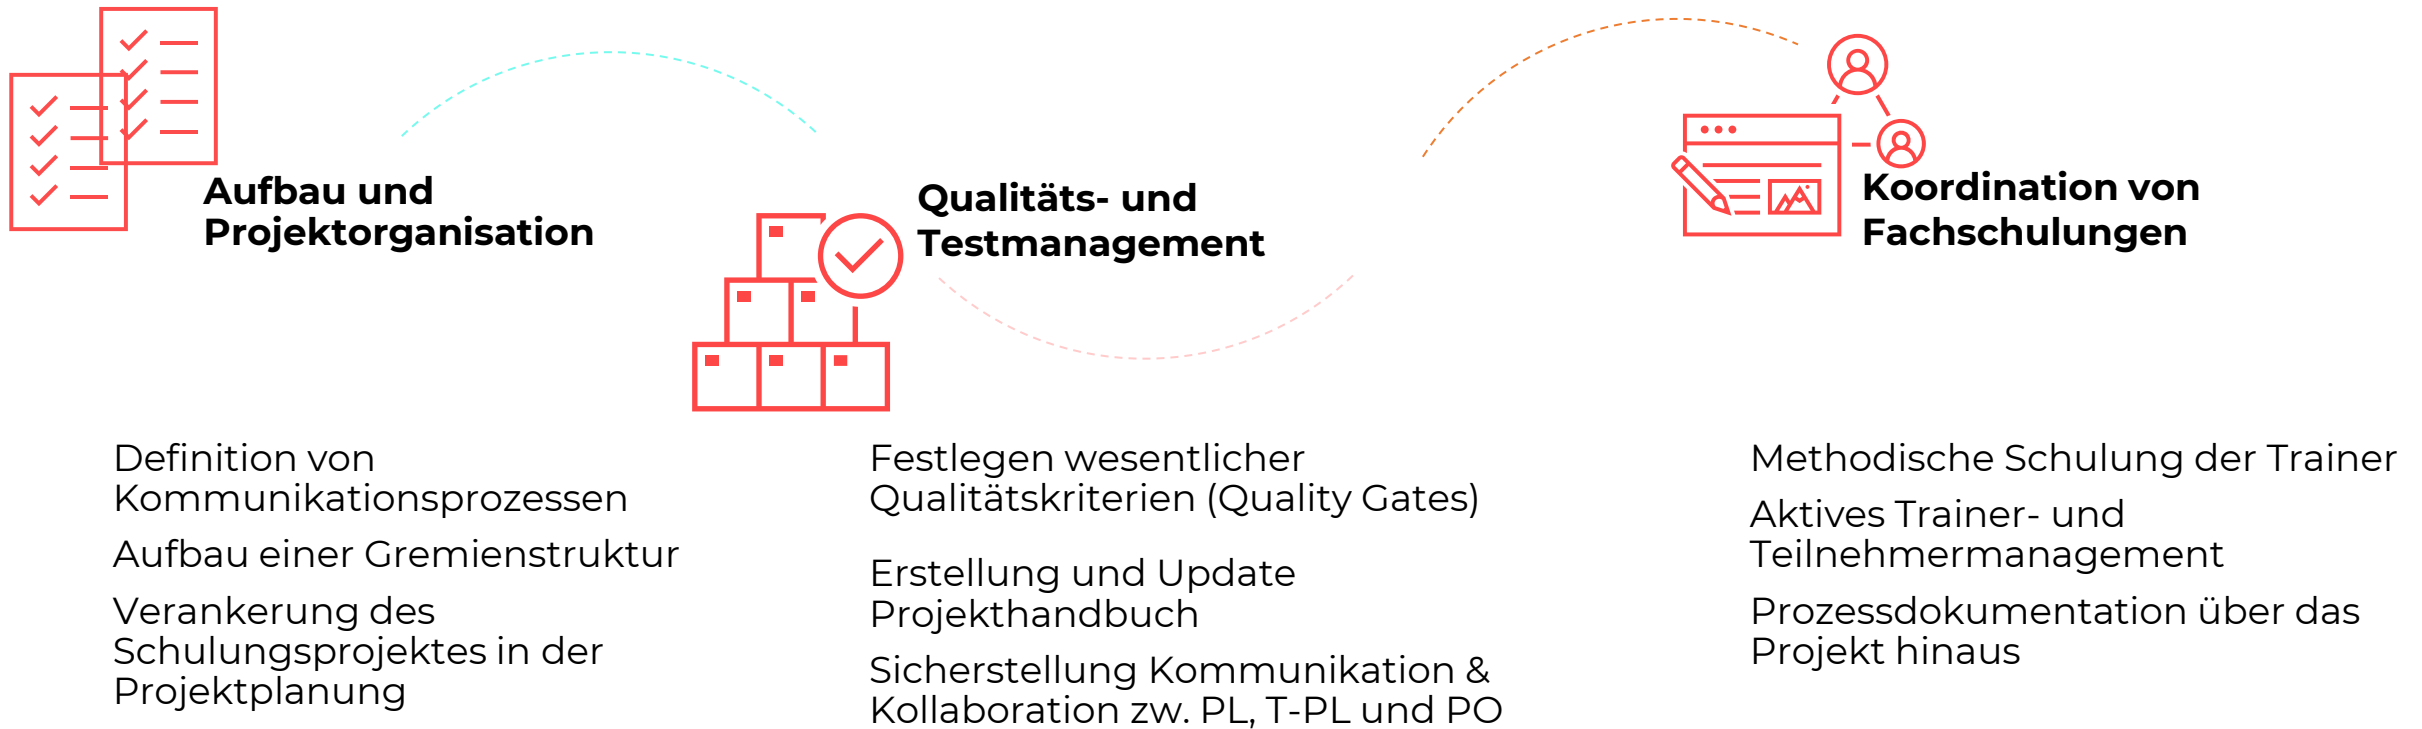 Aufbau und
Projektorganisation
Definition von
Kommunikationsprozessen
Aufbau einer Gremienstruktur
Verankerung des
Schulungsprojektes in der
Projektplanung
Qualitäts- und
Testmanagement
Festlegen wesentlicher
Qualitätskriterien (Quality Gates)
Erstellung und Update
Projekthandbuch
Sicherstellung Kommunikation &
Kollaboration zw. PL, T-PL und PO
Koordination von
Fachschulungen
Methodische Schulung der Trainer
Aktives Trainer- und
Teilnehmermanagement
Prozessdokumentation über das
Projekt hinaus